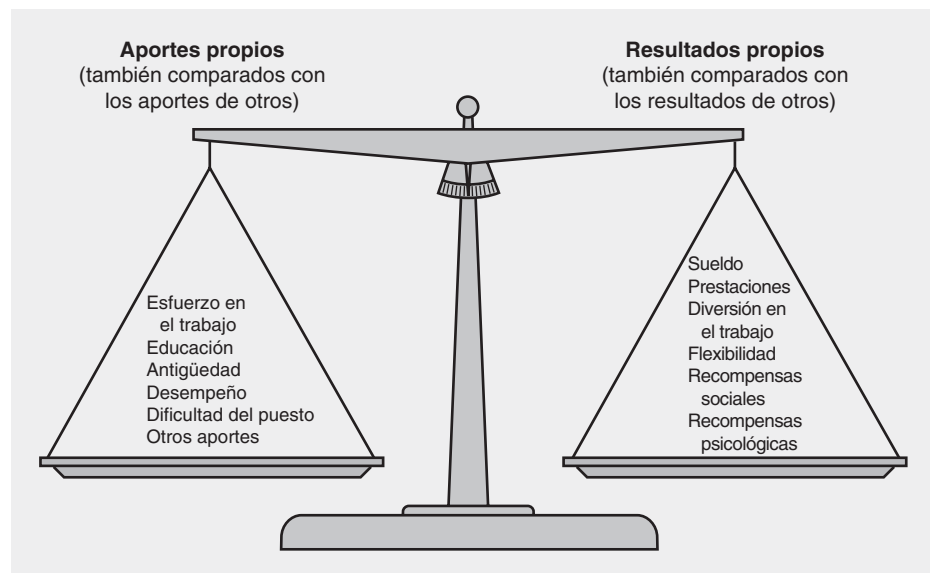 Aportes propios
(también comparados con
los aportes de otros)
Resultados propios
(también comparados con
los resultados de otros)
Esfuerzo en
el trabajo
Educación
Antigüedad
Desempeño
Dificultad del puesto
Otros aportes
Sueldo
Prestaciones
Diversión en
el trabajo
Flexibilidad
Recompensas
sociales
Recompensas
psicológicas